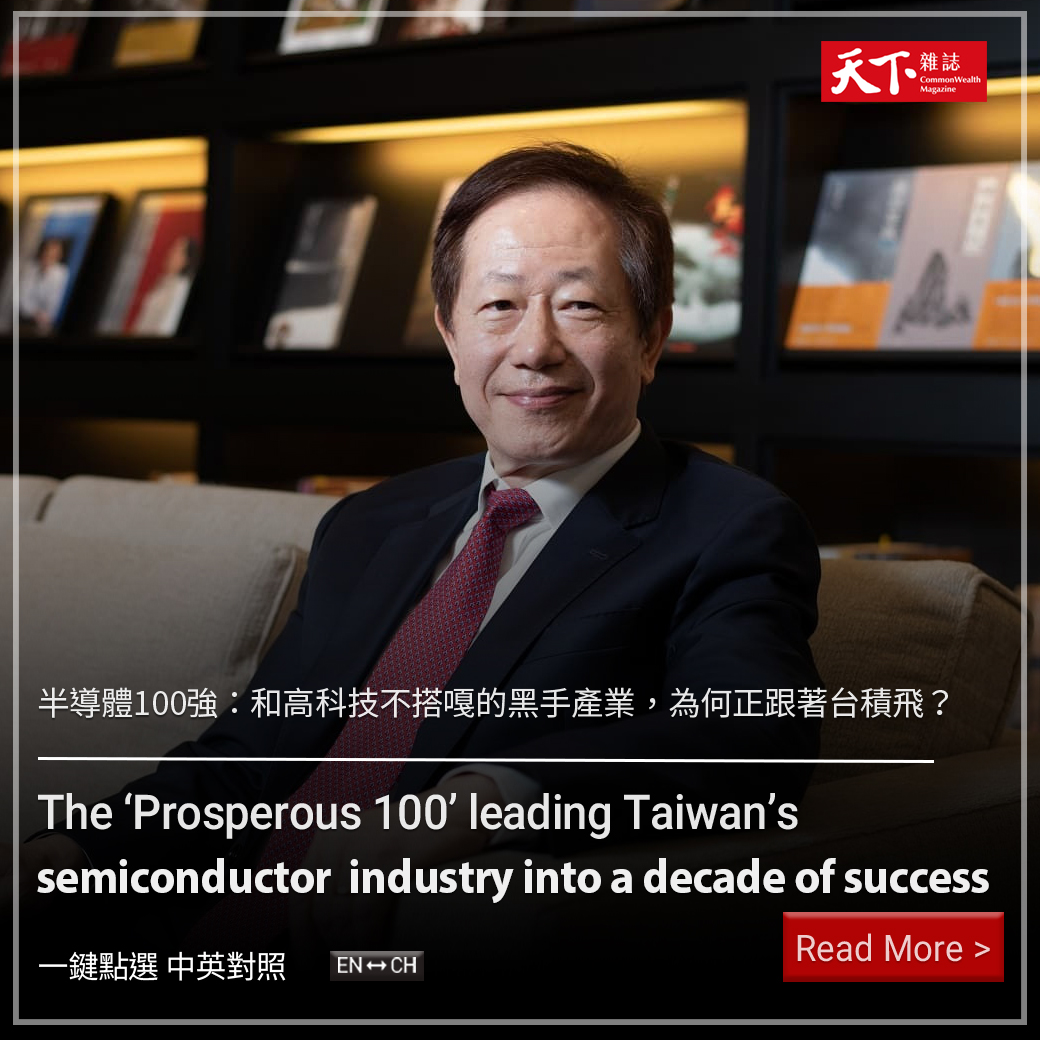 天下雜誌
CommonWealth
Magazine
半導體100強：和高科技不搭嘎的黑手產業，為何正跟著台積飛？
The ‘Prosperous 100’ leading Taiwan’s
semiconductor industry into a decade of success
Read More >
一鍵點選 中英對照
EN↔CH